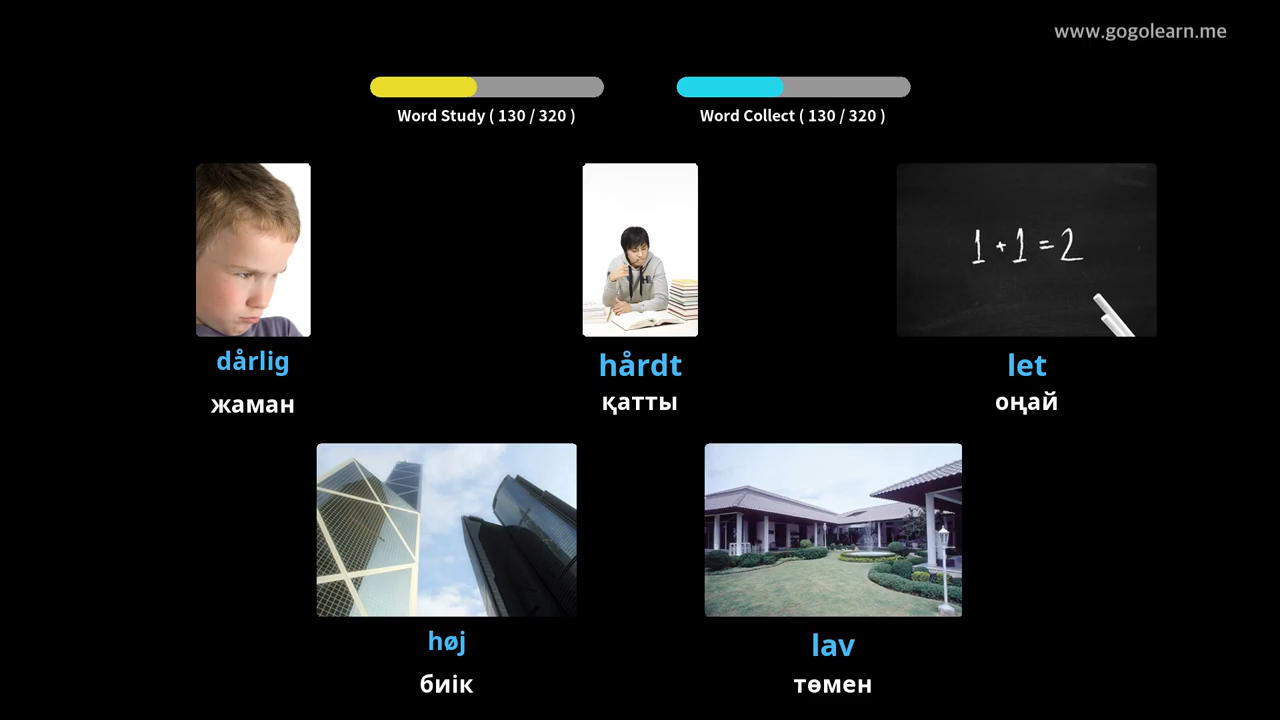 www.gogolearn.me
Word Study ( 130 / 320 )
Word Collect ( 130 / 320 )
1 + 1 = 2
dårlig
hårdt
let
жаман
қатты
оңай
høj
lav
биік
төмен